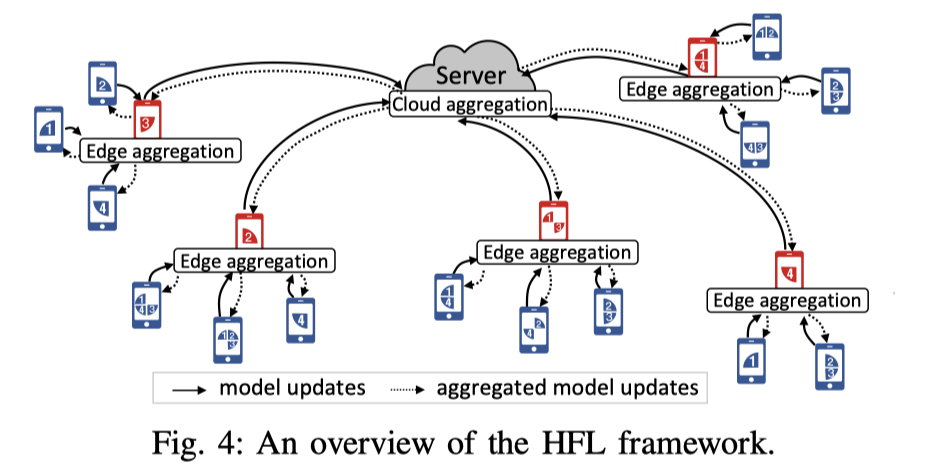 Server
Cloud aggregation
1
4
1 2
Edge aggregation
2
3
4 3
2
3
1
Edge aggregation
4
2
Edge aggregation
1
4 3
1 2
3
4
1
3
Edge aggregation
1
4
2
4
2
3
4
Edge aggregation
1
2
3
model updates
aggregated model updates
Fig. 4: An overview of the HFL framework.